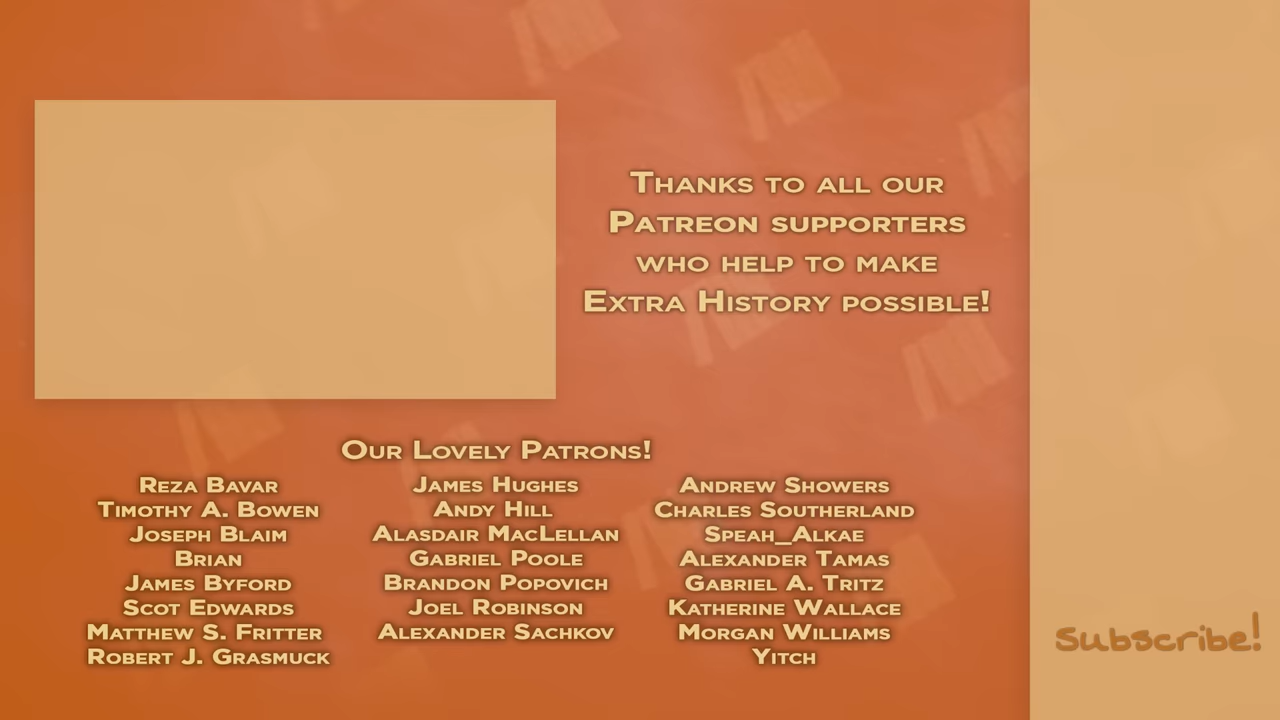 Thanks to all our
Patreon supporters
who help to make
Extra History possible!
Our Lovely Patrons!
Reza Bavar
Timothy A. Bowen
Joseph Blaim
Brian
James Byford
Scot Edwards
Matthew S. Fritter
Robert J. Grasmuck
James Hughes
Andy Hill
Alasdair MacLellan
Gabriel Poole
Brandon Popovich
Joel Robinson
Alexander Sachkov
Andrew Showers
Charles Southerland
Speah_Alkae
Alexander Tamas
Gabriel A. Tritz
Katherine Wallace
Morgan Williams
Yitch
Subscribe!